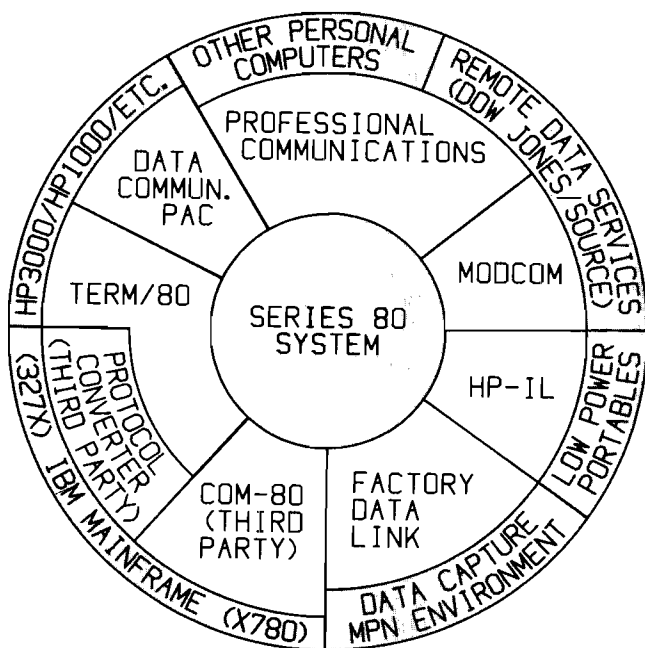 OTHER PERSONAL
COMPUTERS
REMOTE DATA SERVICES
(DOW JONES/
SOURCE)
HP3000/HP1000/ETC.
PROFESSIONAL
COMMUNICATIONS
DATA
COMMUN.
PAC
TERM/80
MODCOM
SERIES 80
SYSTEM
HP-IL
LOW POWER
PORTABLES
PROTOCOL
CONVERTER
(THIRD PARTY)
COM-80
(THIRD
PARTY)
FACTORY
DATA
LINK
(327X) IBM MAINFRAME (X780)
DATA CAPTURE
MPN ENVIRONMENT